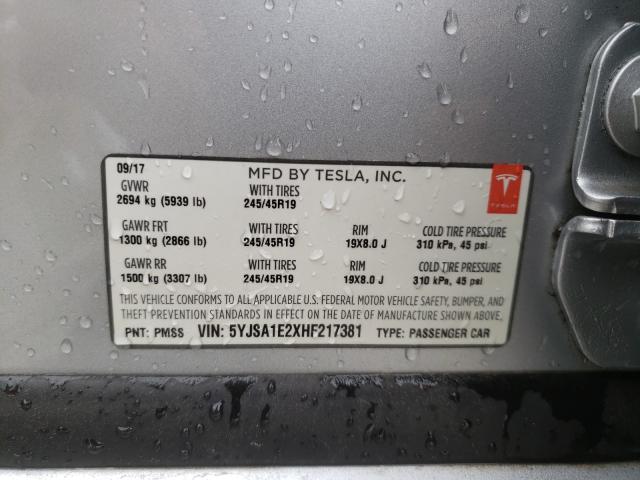 09/17 MFD BY TESLA, INC.
GVWR WITH TIRES
2694 kg (5939 lb) 245/45R19
TESLA
GAWR FRT WITH TIRES RIM COLD TIRE PRESSURE
1300 kg (2866 lb) 245/45R19 19X8.0 J 310 kPa, 45 psi
GAWR RR WITH TIRES RIM COLD TIRE PRESSURE
1500 kg (3307 lb) 245/45R19 19X8.0 J 310 kPa, 45 psi
THIS VEHICLE CONFORMS TO ALL APPLICABLE U.S. FEDERAL MOTOR VEHICLE SAFETY, BUMPER, AND
THEFT PREVENTION STANDARDS IN EFFECT ON THE DATE OF MANUFACTURE SHOWN ABOVE.
PNT: PMSS VIN: 5YJSA1E2XHF217381 TYPE: PASSENGER CAR